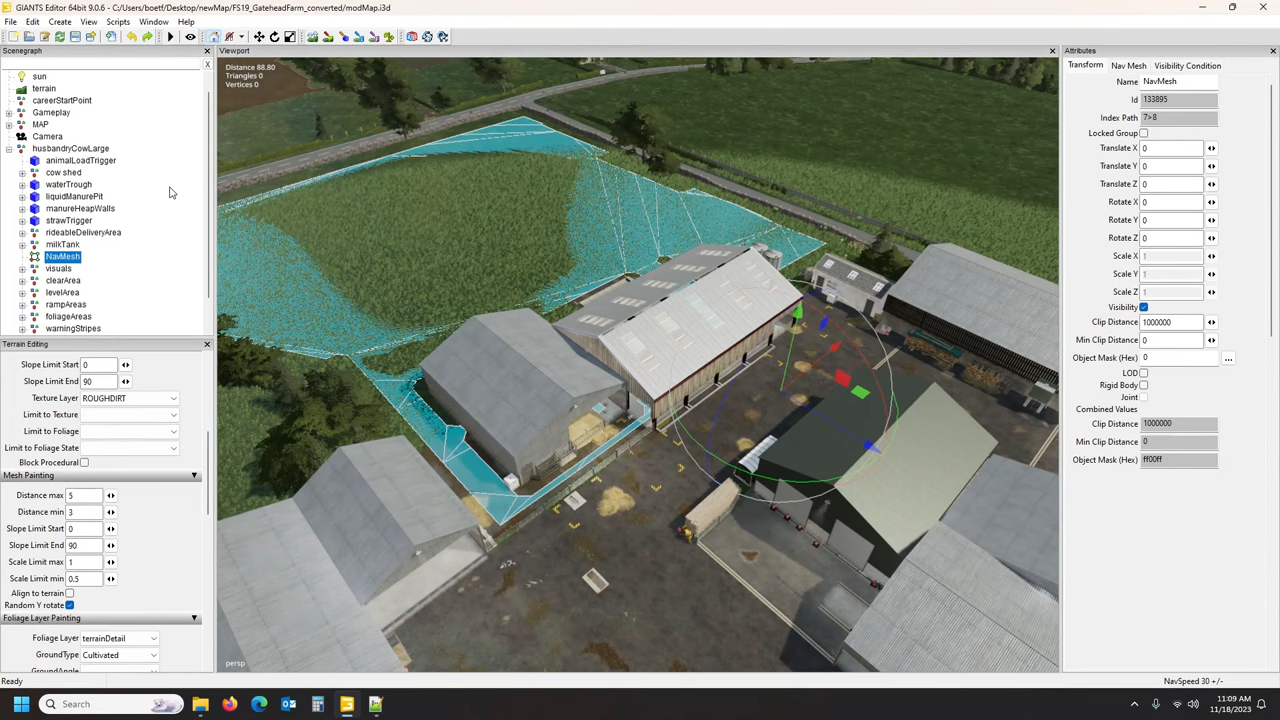 GIANTS Editor 64bit 9.0.6 - C:/Users/boetf/Desktop/newMap/FS19_GateheadFarm_converted/modMap.i3d
File Edit Create View Scripts Window Help
Scenegraph
X
sun
terrain
careerStartPoint
Gameplay
MAP
Camera
husbandryCowLarge
animalLoadTrigger
cow shed
waterTrough
liquidManurePit
manureHeapWalls
strawTrigger
rideableDeliveryArea
milkTank
NavMesh
visuals
clearArea
levelArea
rampAreas
foliageAreas
warningStripes
Terrain Editing
Slope Limit Start 0
Slope Limit End 90
Texture Layer ROUGHDIRT
Limit to Texture
Limit to Foliage
Limit to Foliage State
Block Procedural
Mesh Painting
Distance max 5
Distance min 3
Slope Limit Start 0
Slope Limit End 90
Scale Limit max 1
Scale Limit min 0.5
Align to terrain
Random Y rotate
Foliage Layer Painting
Foliage Layer terrainDetail
GroundType Cultivated
GroundAngle
Ready
Viewport
Distance 88.80
Triangles 0
Vertices 0
persp
Attributes
Transform Nav Mesh Visibility Condition
Name NavMesh
Id 133895
Index Path 7>8
Locked Group
Translate X 0
Translate Y 0
Translate Z 0
Rotate X 0
Rotate Y 0
Rotate Z 0
Scale X 1
Scale Y 1
Scale Z 1
Visibility
Clip Distance 1000000
Min Clip Distance 0
Object Mask (Hex) 0 ...
LOD
Rigid Body
Joint
Combined Values
Clip Distance 1000000
Min Clip Distance 0
Object Mask (Hex) ff00ff
NavSpeed 30 +/-
Search
11:09 AM
11/18/2023